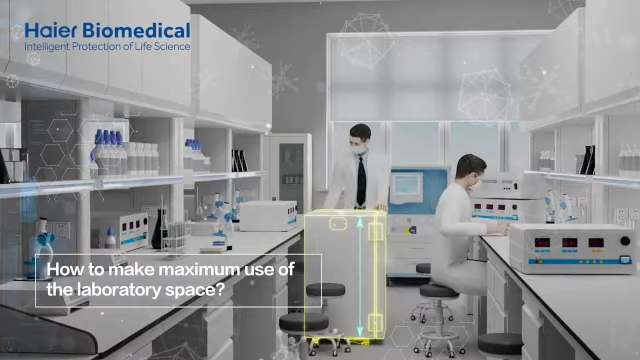 Haier Biomedical
Intelligent Protection of Life Science
How to make maximum use of
the laboratory space?